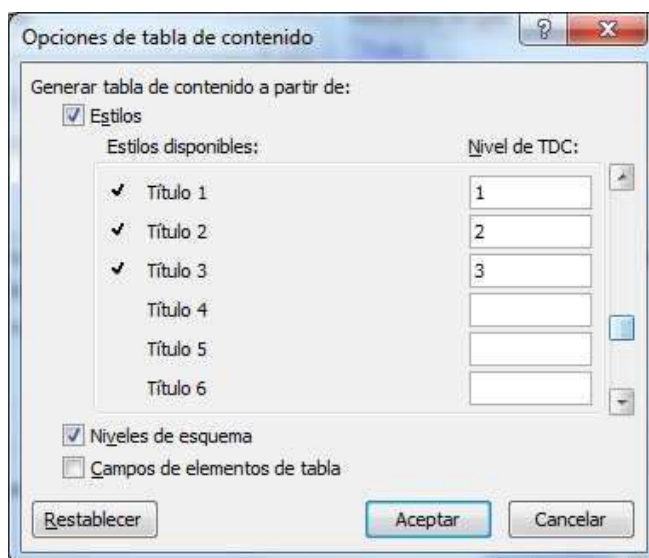 Opciones de tabla de contenido
Generar tabla de contenido a partir de:
Estilos
Estilos disponibles: Nivel de TDC:
Título 1 1
Título 2 2
Título 3 3
Título 4
Título 5
Título 6
Niveles de esquema
Campos de elementos de tabla
Restablecer Aceptar Cancelar